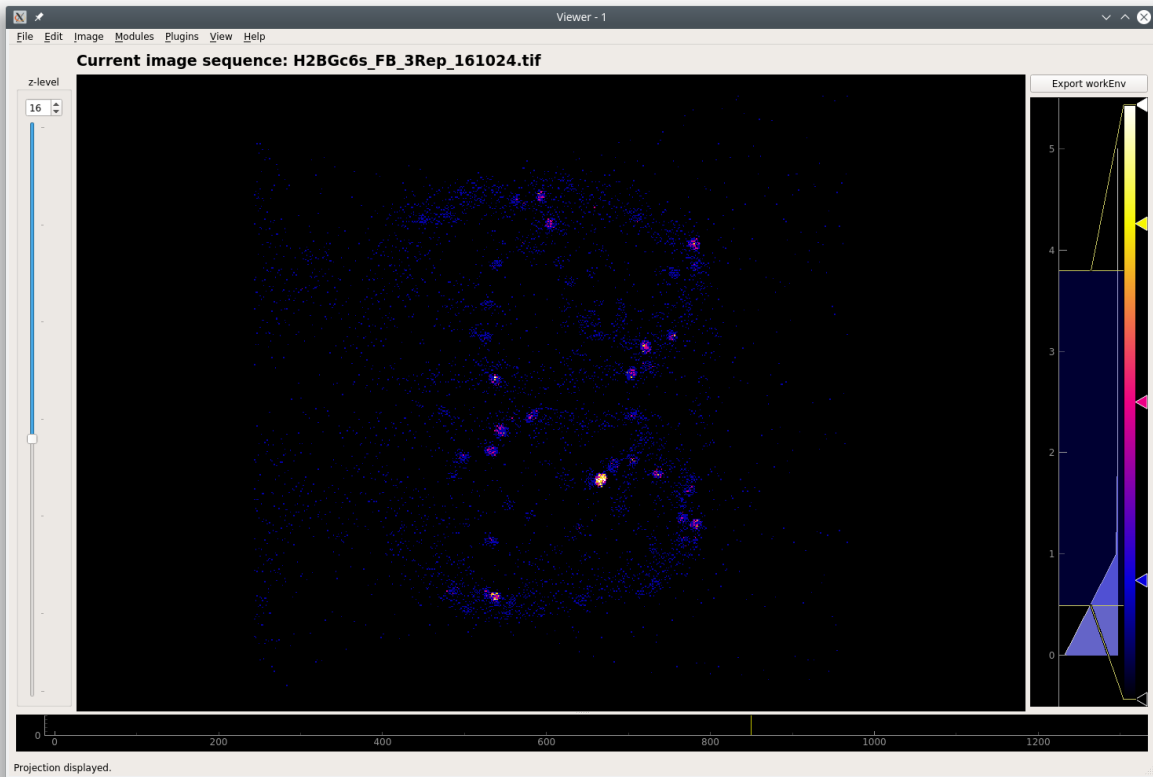 Viewer - 1
File Edit Image Modules Plugins View Help
Current image sequence: H2BGc6s_FB_3Rep_161024.tif
z-level
16
Export workEnv
5
4
3
2
1
0
0
0 200 400 600 800 1000 1200
Projection displayed.